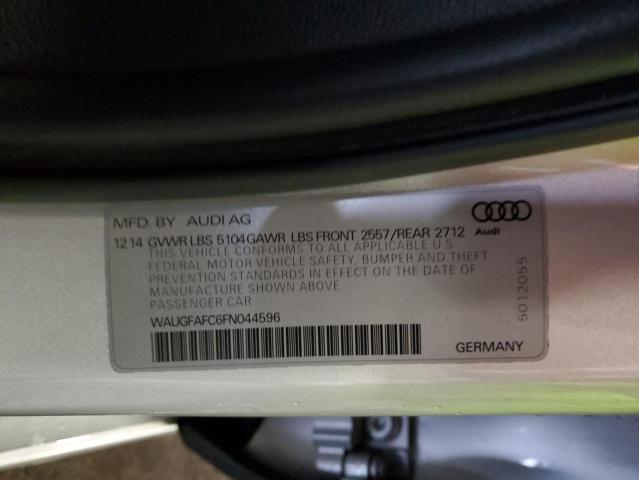 MFD. BY AUDI AG
Audi
12 14 GVWR LBS 5104 GAWR LBS FRONT 2557/REAR 2712
THIS VEHICLE CONFORMS TO ALL APPLICABLE U.S
FEDERAL MOTOR VEHICLE SAFETY, BUMPER AND THEFT
PREVENTION STANDARDS IN EFFECT ON THE DATE OF
MANUFACTURE SHOWN ABOVE
PASSENGER CAR
WAUGFAFC6FN044596
GERMANY
5012055